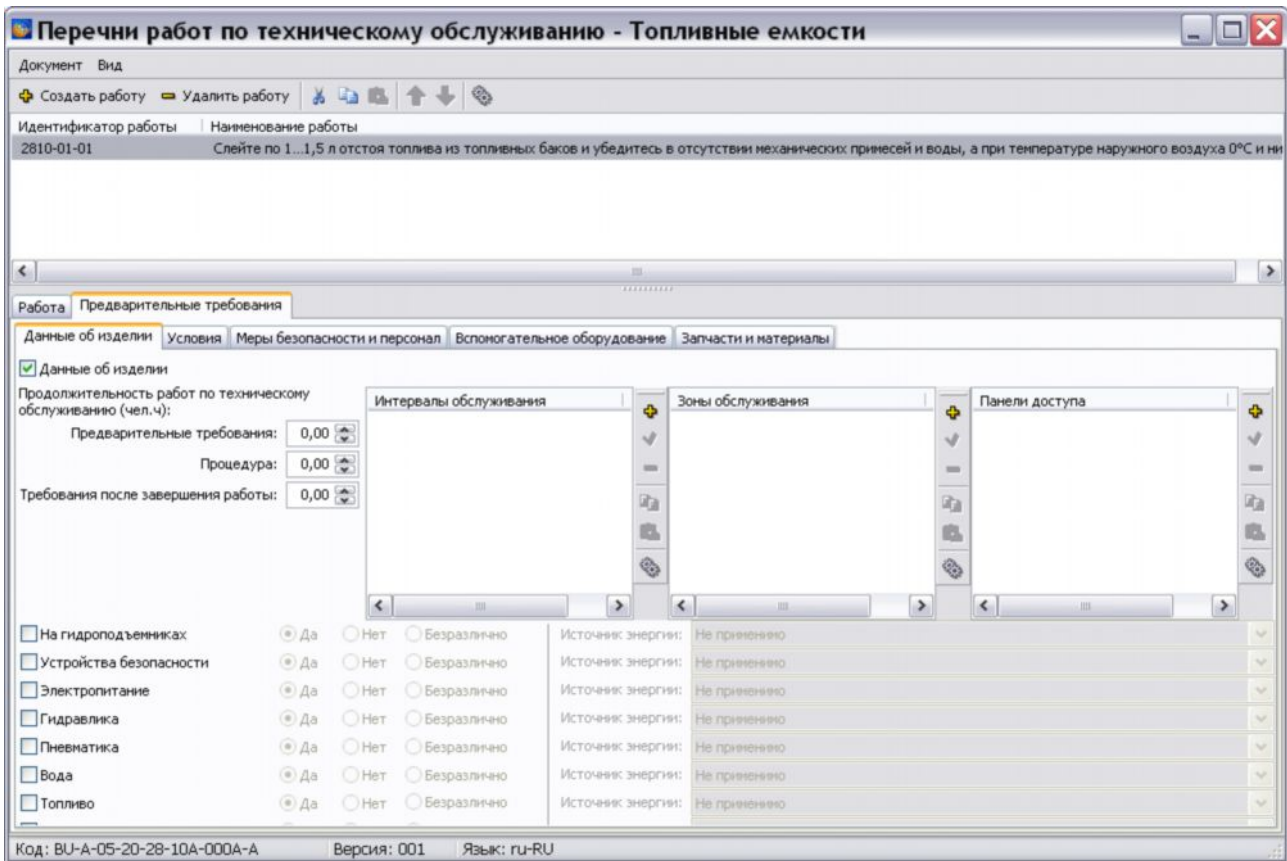 Перечни работ по техническому обслуживанию - Топливные емкости
Документ Вид
Создать работу Удалить работу
Идентификатор работы Наименование работы
2810-01-01 Слейте по 1...1,5 л отстоя топлива из топливных баков и убедитесь в отсутствии механических примесей и воды, а при температуре наружного воздуха 0°C и ни
Работа Предварительные требования
Данные об изделии Условия Меры безопасности и персонал Вспомогательное оборудование Запчасти и материалы
Данные об изделии
Продолжительность работ по техническому
обслуживанию (чел.ч):
Интервалы обслуживания Зоны обслуживания Панели доступа
Предварительные требования: 0,00
Процедура: 0,00
Требования после завершения работы: 0,00
На гидроподъемниках Да Нет Безразлично Источник энергии: Не применимо
Устройства безопасности Да Нет Безразлично Источник энергии: Не применимо
Электропитание Да Нет Безразлично Источник энергии: Не применимо
Гидравлика Да Нет Безразлично Источник энергии: Не применимо
Пневматика Да Нет Безразлично Источник энергии: Не применимо
Вода Да Нет Безразлично Источник энергии: Не применимо
Топливо Да Нет Безразлично Источник энергии: Не применимо
Код: BU-A-05-20-28-10A-000A-A Версия: 001 Язык: ru-RU